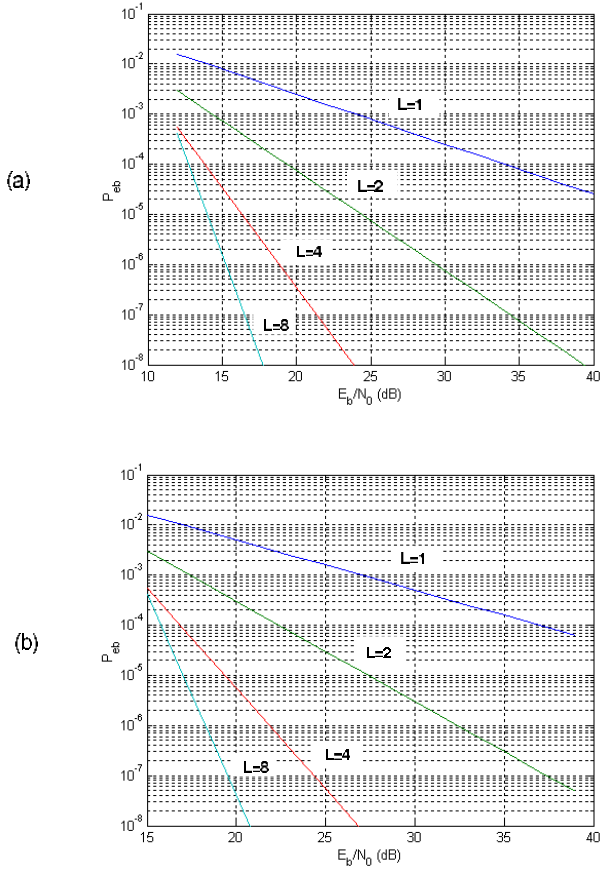 (a)
P_eb
10^-1
10^-2
10^-3
10^-4
10^-5
10^-6
10^-7
10^-8
L=1
L=2
L=4
L=8
10 15 20 25 30 35 40
E_b/N_0 (dB)
(b)
P_eb
10^-1
10^-2
10^-3
10^-4
10^-5
10^-6
10^-7
10^-8
L=1
L=2
L=4
L=8
15 20 25 30 35 40
E_b/N_0 (dB)